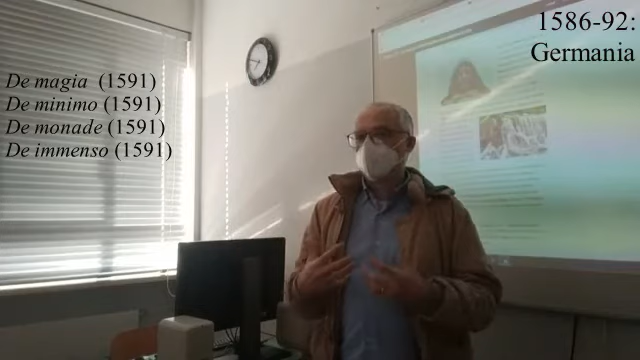 1586-92:
Germania
De magia (1591)
De minimo (1591)
De monade (1591)
De immenso (1591)